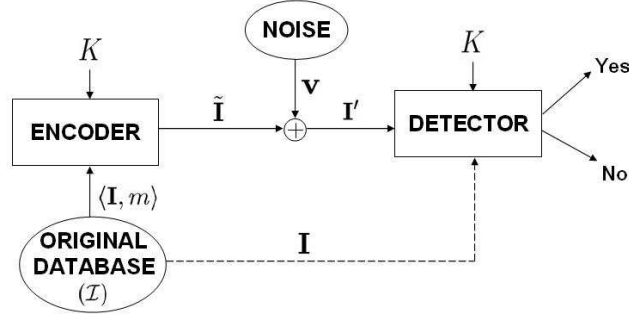 NOISE
K
K
Yes
v
Ĩ
I′
ENCODER
+
DETECTOR
No
⟨I, m⟩
ORIGINAL
DATABASE
(ℐ)
I